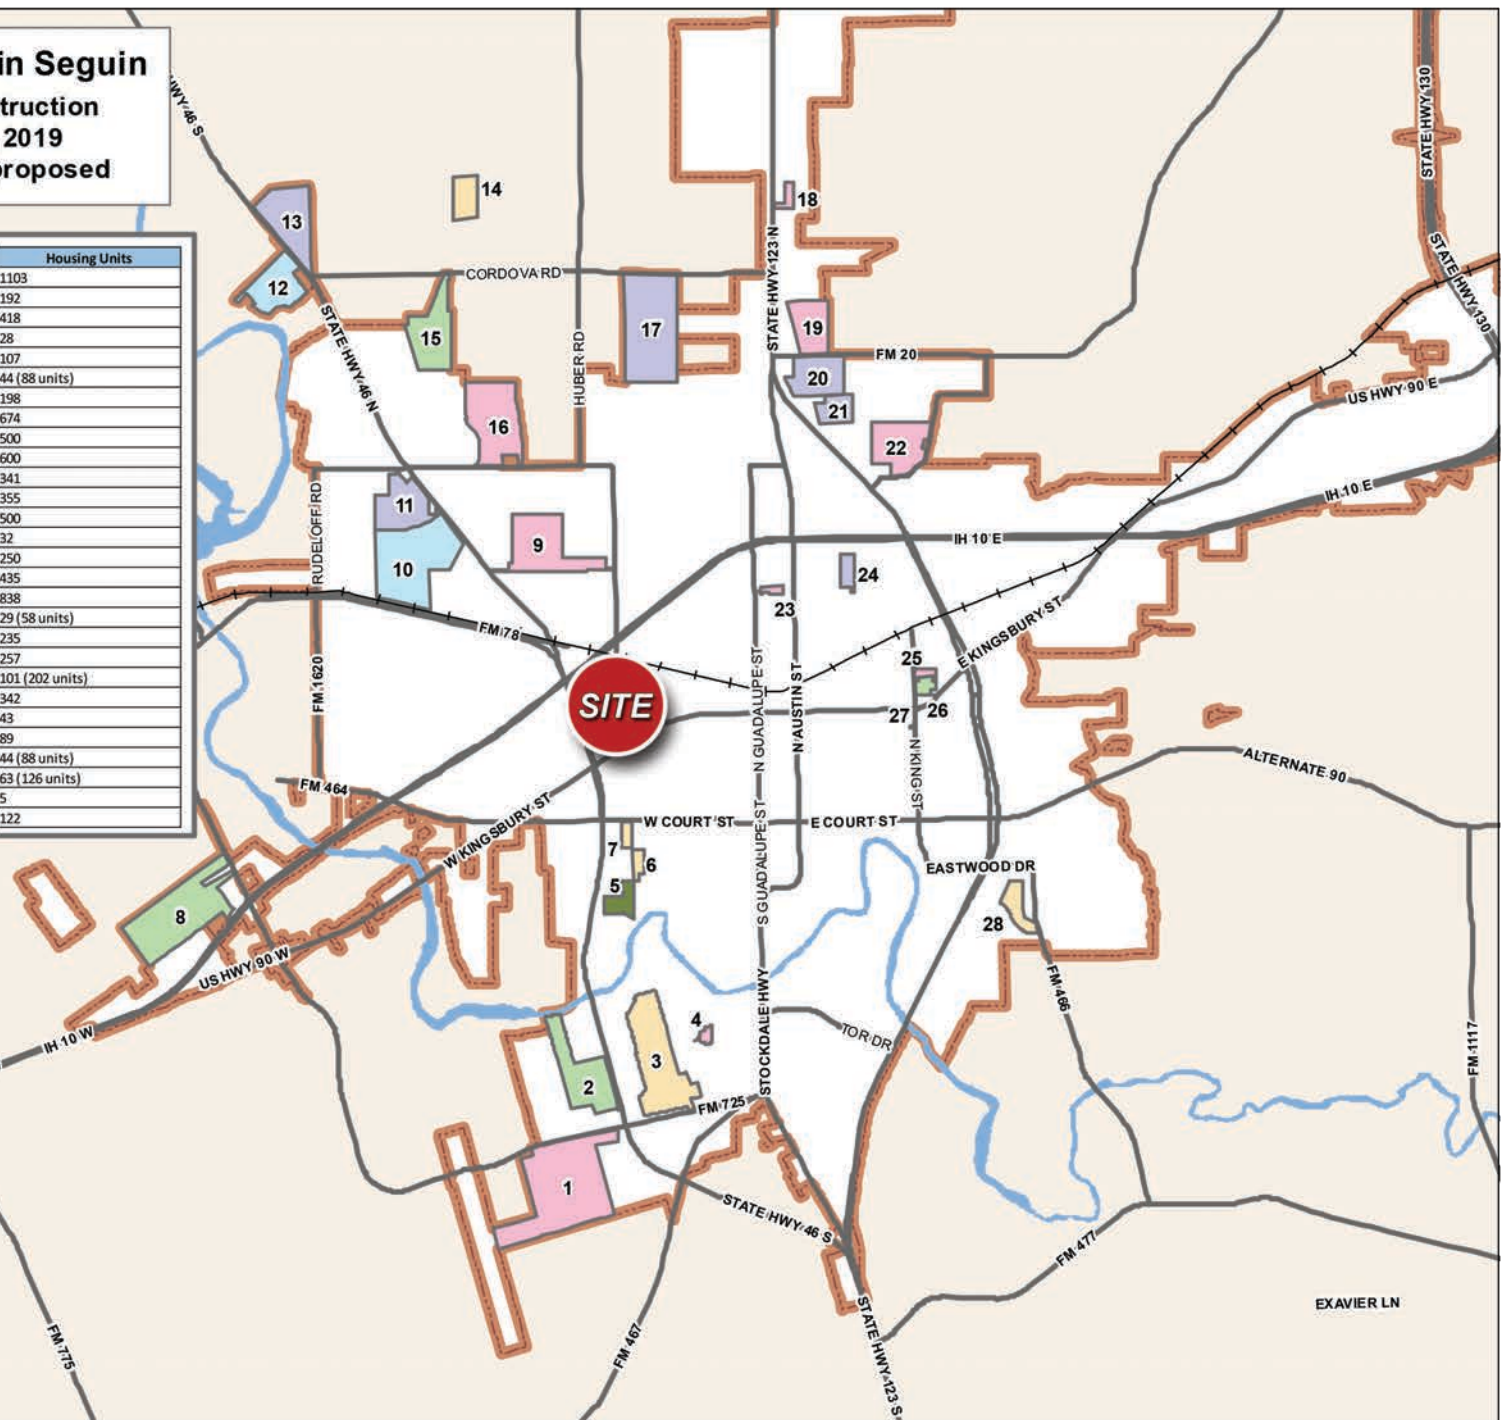 in Seguin
truction
2019
proposed
Housing Units
1103
192
418
28
107
44 (88 units)
198
674
500
600
341
355
500
32
250
435
838
29 (58 units)
235
257
101 (202 units)
342
43
89
44 (88 units)
63 (126 units)
5
122
HWY 46 S
STATE HWY 130
STATE HWY 130
14
18
13
12
CORDOVA RD
STATE HWY 123 N
15
17
19
STATE HWY 46 N
HUBER RD
FM 20
20
21
US HWY 90 E
16
22
RUDELOFF RD
11
IH 10 E
9
IH 10 E
10
24
23
FM 78
E KINGSBURY ST
25
FM 1620
SITE
N GUADALUPE ST
N AUSTIN ST
27
26
N KING ST
ALTERNATE 90
FM 464
W KINGSBURY ST
W COURT ST
E COURT ST
7
6
5
S GUADALUPE ST
EASTWOOD DR
8
28
US HWY 90 W
FM 466
IH 10 W
3
4
STOCKDALE HWY
TOR DR
FM 1117
2
FM 725
1
STATE HWY 46 S
FM 477
EXAVIER LN
FM 775
FM 467
STATE HWY 123 S